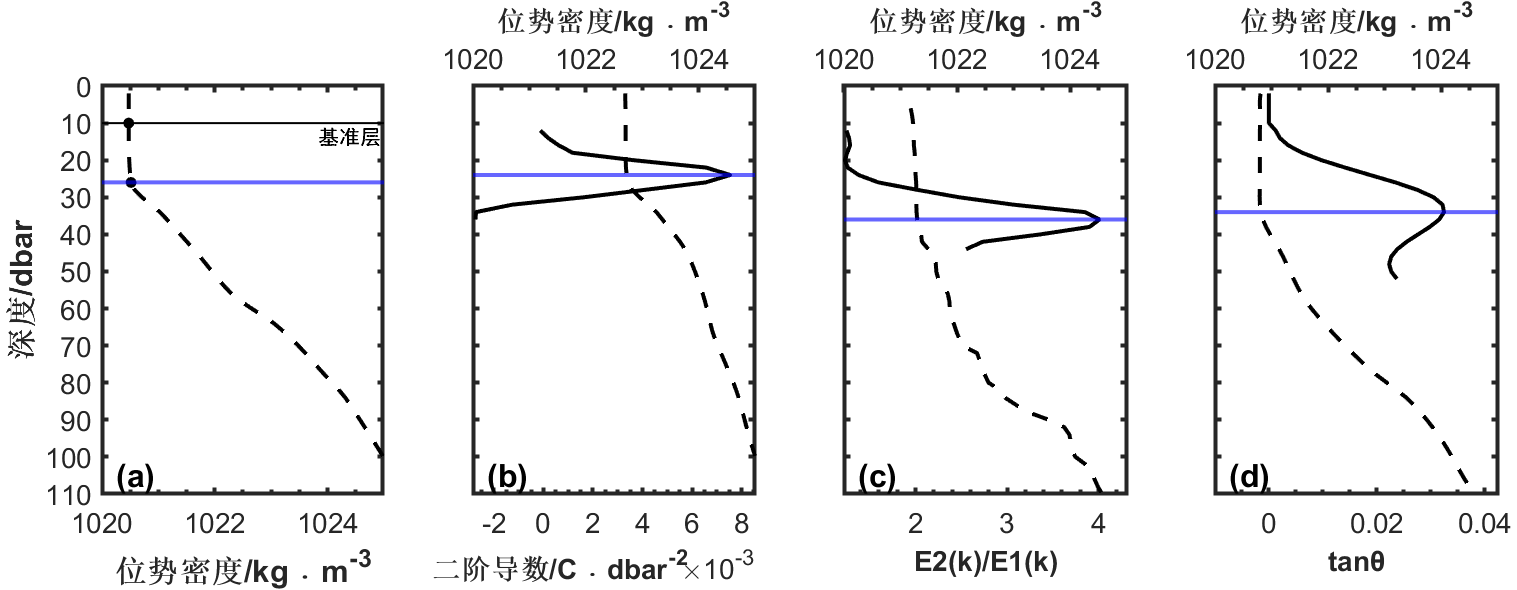 位势密度/kg · m-3
位势密度/kg · m-3
位势密度/kg · m-3
1020 1022 1024
1020 1022 1024
1020 1022 1024
深度/dbar
0
10
20
30
40
50
60
70
80
90
100
110
基准层
(a)
(b)
(c)
(d)
1020 1022 1024
-2 0 2 4 6 8
2 3 4
0 0.02 0.04
位势密度/kg · m-3
二阶导数/C · dbar-2×10-3
E2(k)/E1(k)
tanθ